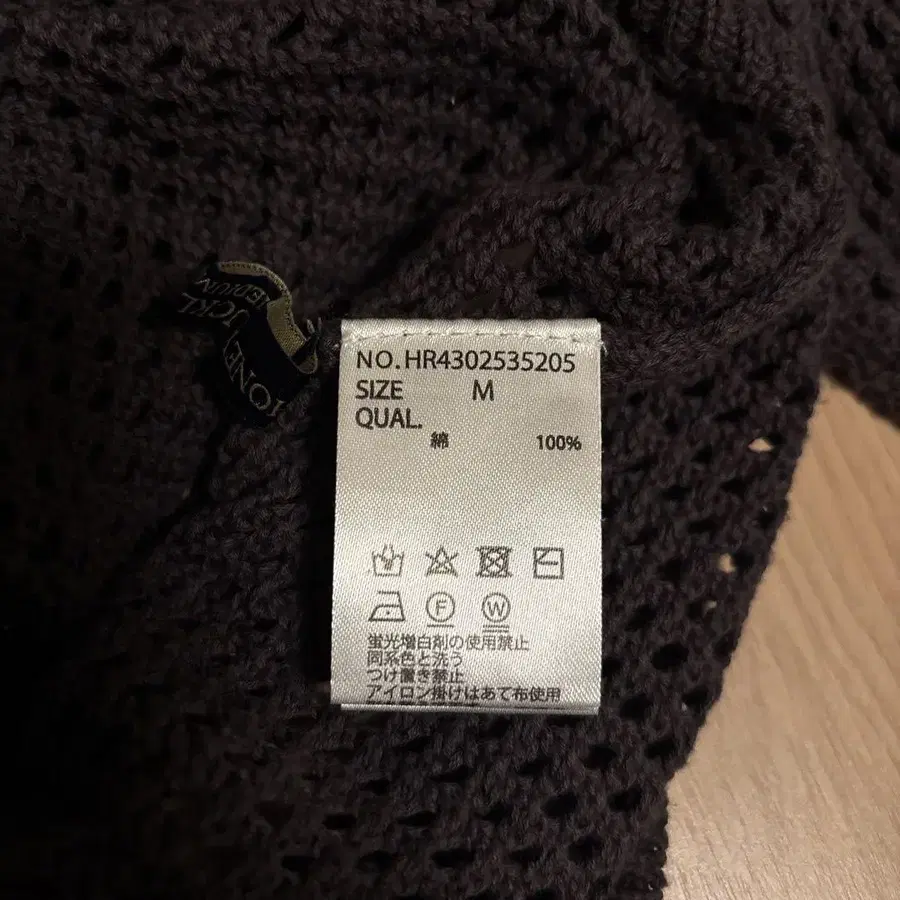 NO. HR4302535205
SIZE M
QUAL.
綿 100%
F W
蛍光増白剤の使用禁止
同系色と洗う
つけ置き禁止
アイロン掛けはあて布使用